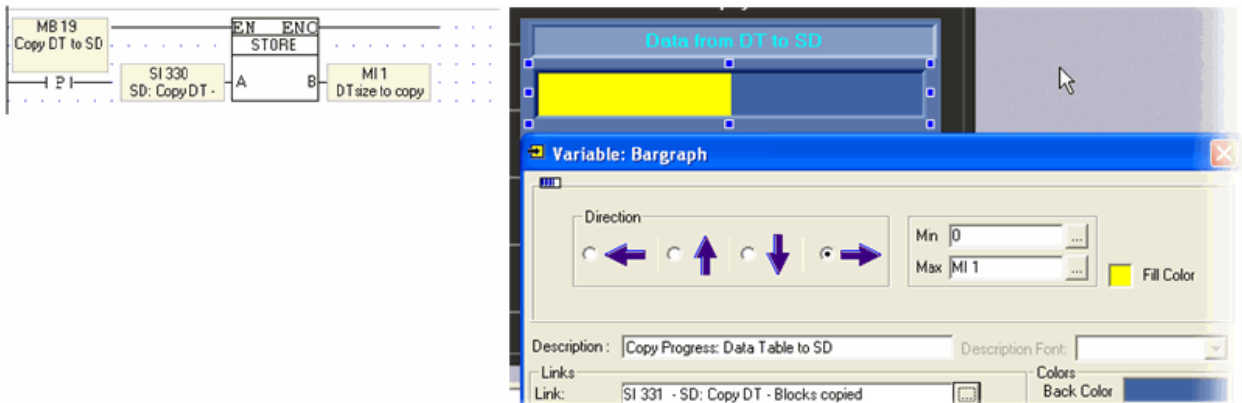 MB 19
Copy DT to SD
P
EN ENO
STORE
SI 330
SD: Copy DT -
A
B
MI 1
DT size to copy
Data from DT to SD
Variable: Bargraph
Direction
Min 0 ...
Max MI 1 ...
Fill Color
Description : Copy Progress: Data Table to SD
Description Font:
Links
Link: SI 331 - SD: Copy DT - Blocks copied ...
Colors
Back Color